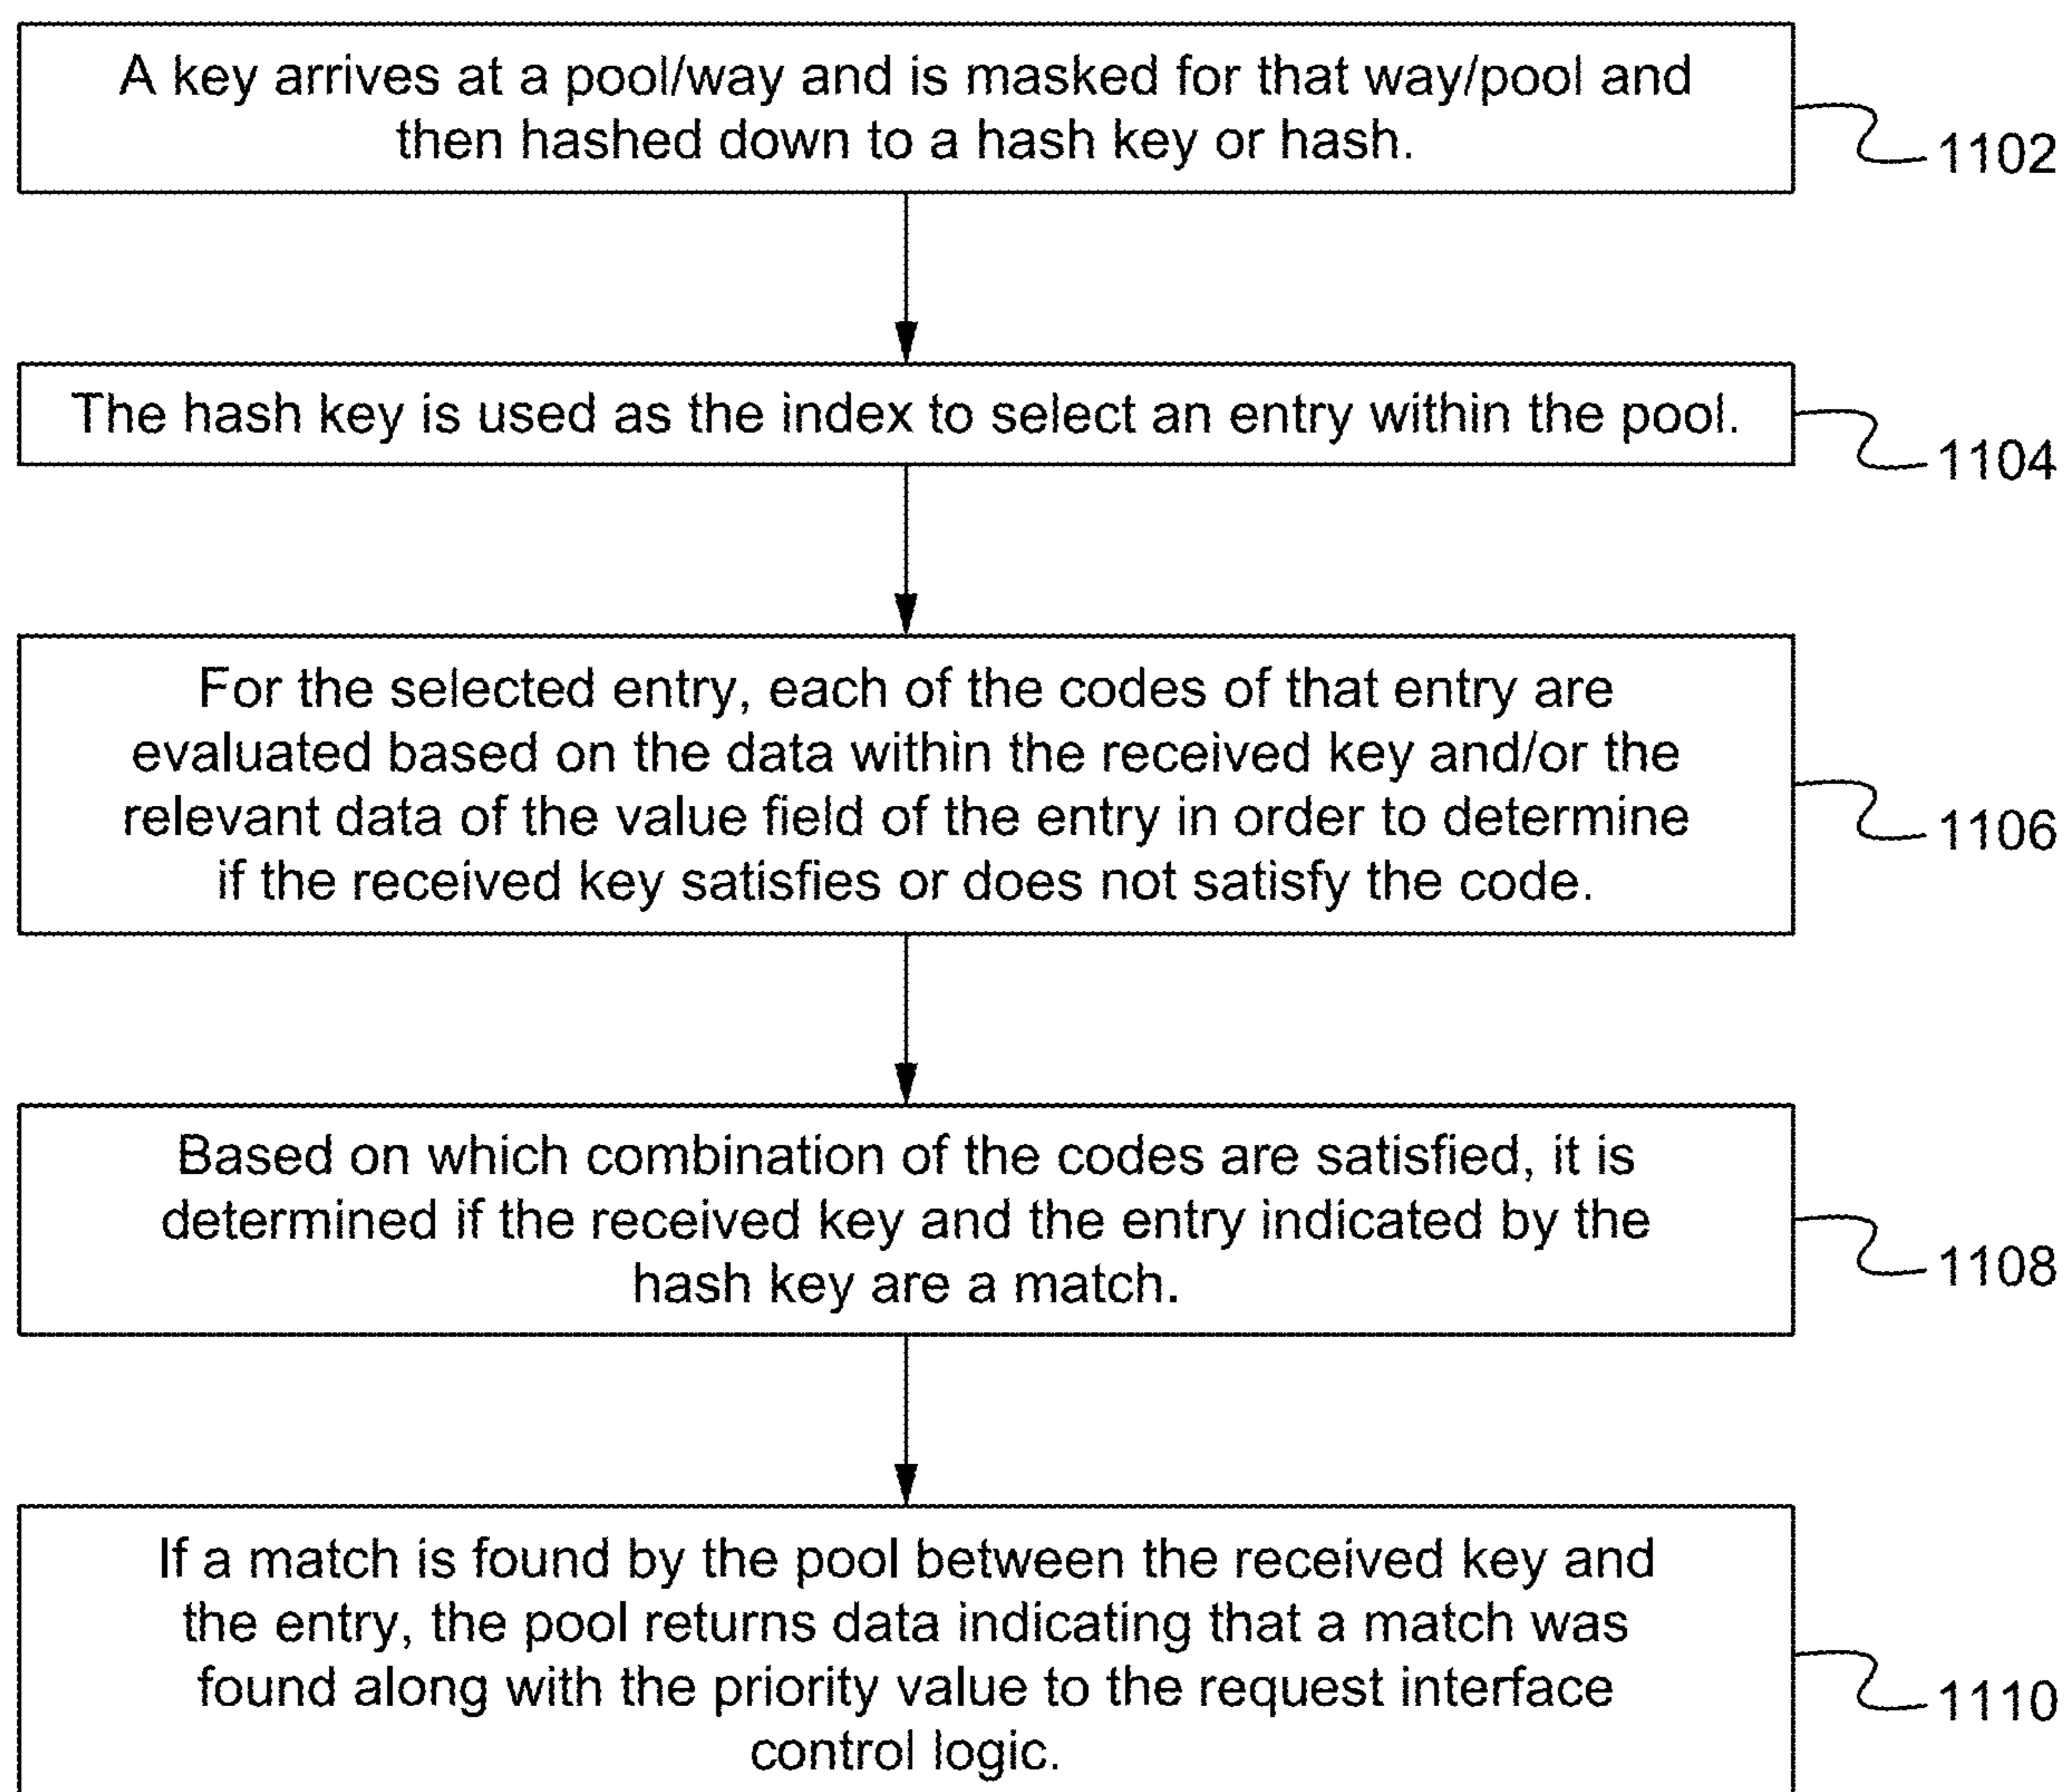 A key arrives at a pool/way and is masked for that way/pool and
then hashed down to a hash key or hash.
1102
The hash key is used as the index to select an entry within the pool.
1104
For the selected entry, each of the codes of that entry are
evaluated based on the data within the received key and/or the
relevant data of the value field of the entry in order to determine
if the received key satisfies or does not satisfy the code.
1106
Based on which combination of the codes are satisfied, it is
determined if the received key and the entry indicated by the
hash key are a match.
1108
If a match is found by the pool between the received key and
the entry, the pool returns data indicating that a match was
found along with the priority value to the request interface
control logic.
1110